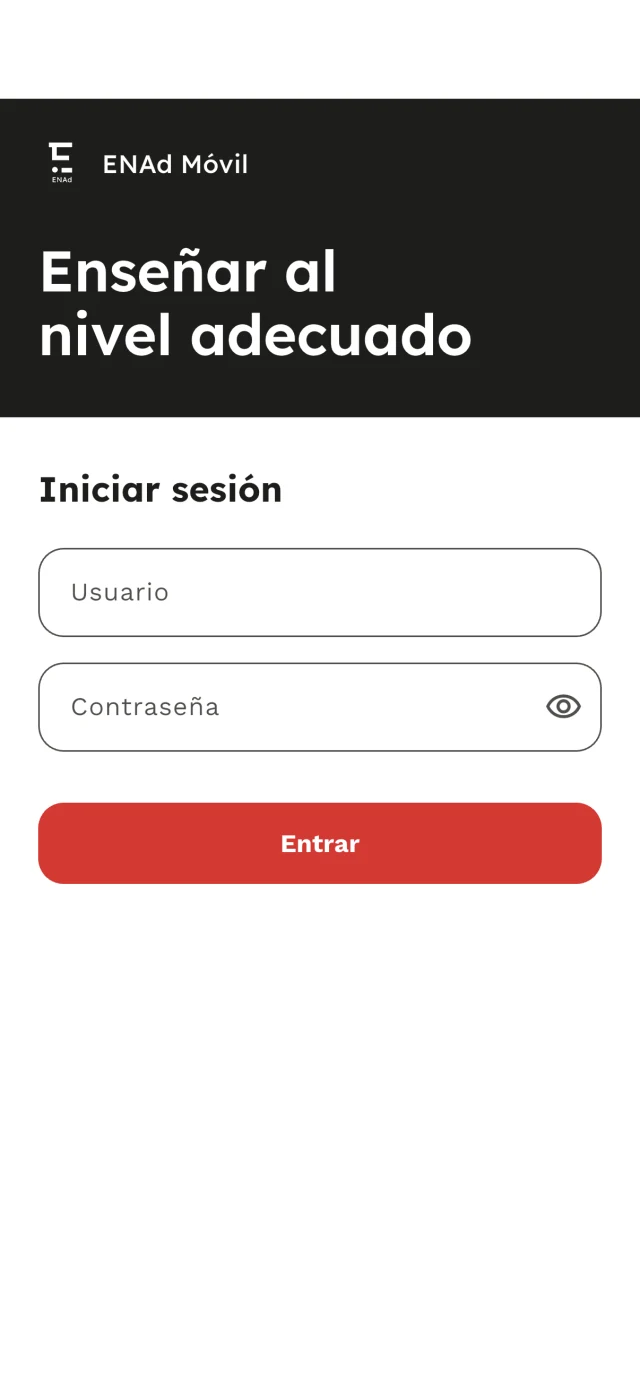 ENAd
ENAd Móvil
Enseñar al
nivel adecuado
Iniciar sesión
Usuario
Contraseña
Entrar